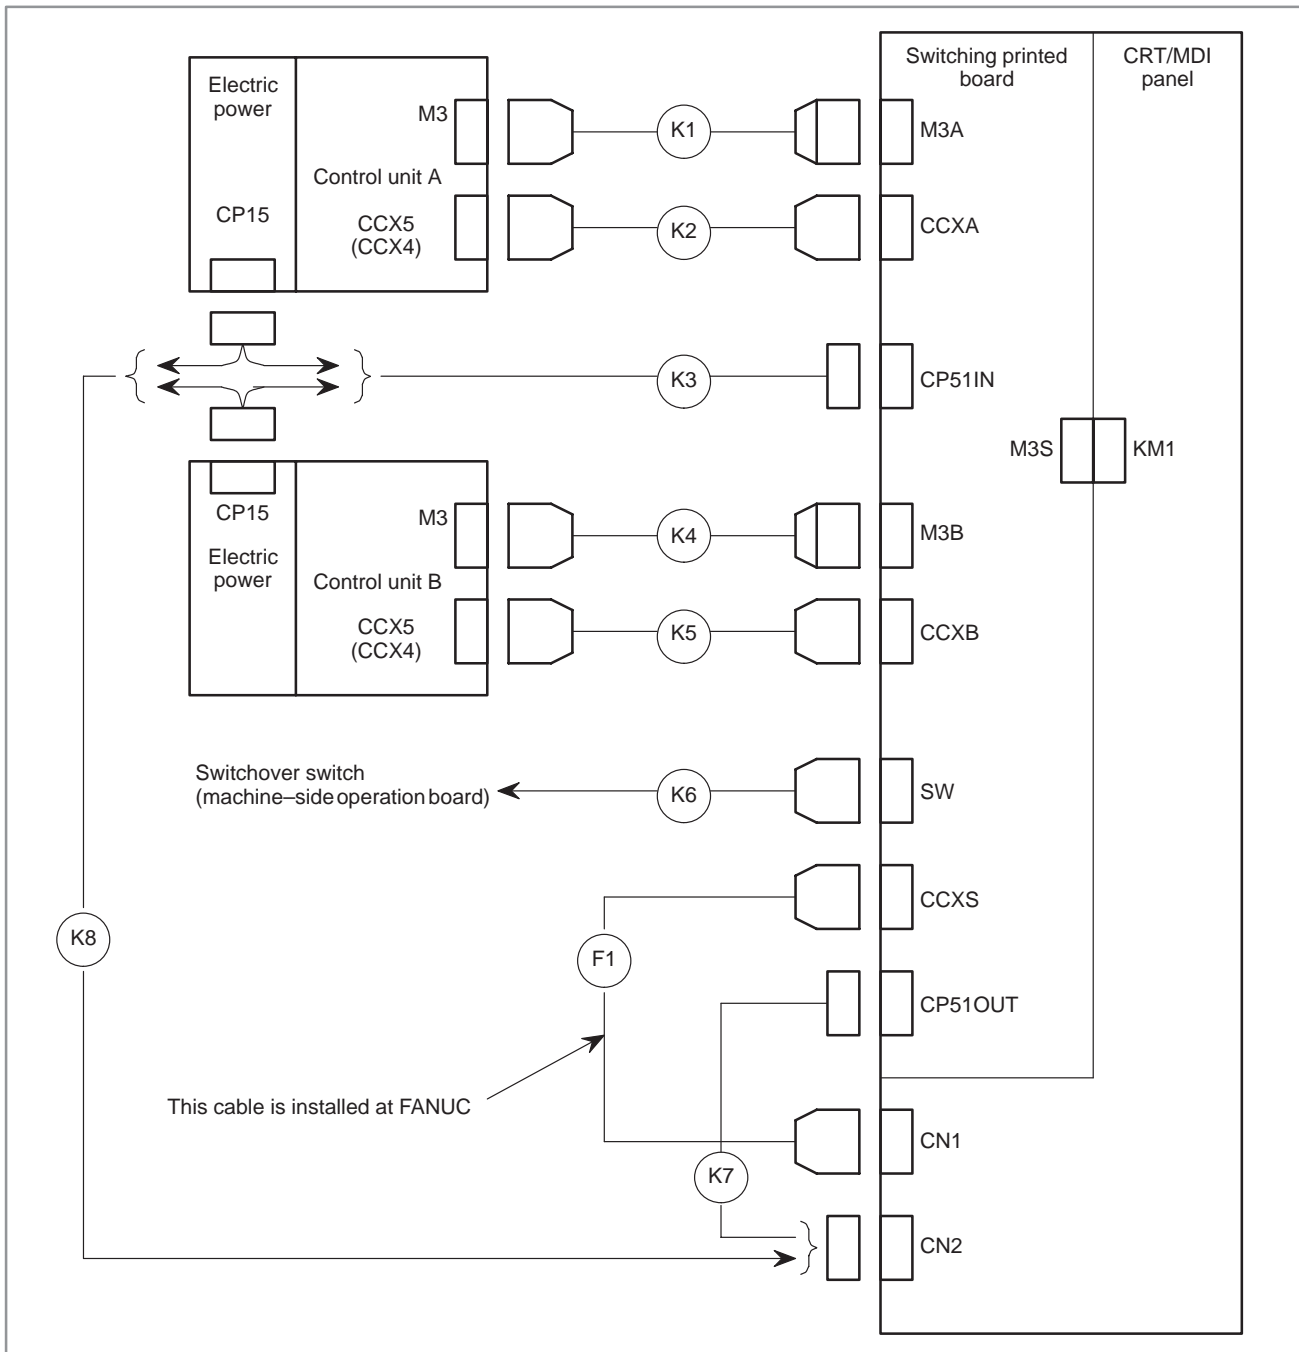 Switching printed
board
CRT/MDI
panel
Electric
power
M3
K1
M3A
Control unit A
CP15
CCX5
(CCX4)
K2
CCXA
K3
CP51IN
M3S
KM1
CP15
Electric
power
M3
K4
M3B
Control unit B
CCX5
(CCX4)
K5
CCXB
Switchover switch
(machine–side operation board)
K6
SW
CCXS
K8
F1
CP51OUT
This cable is installed at FANUC
CN1
K7
CN2